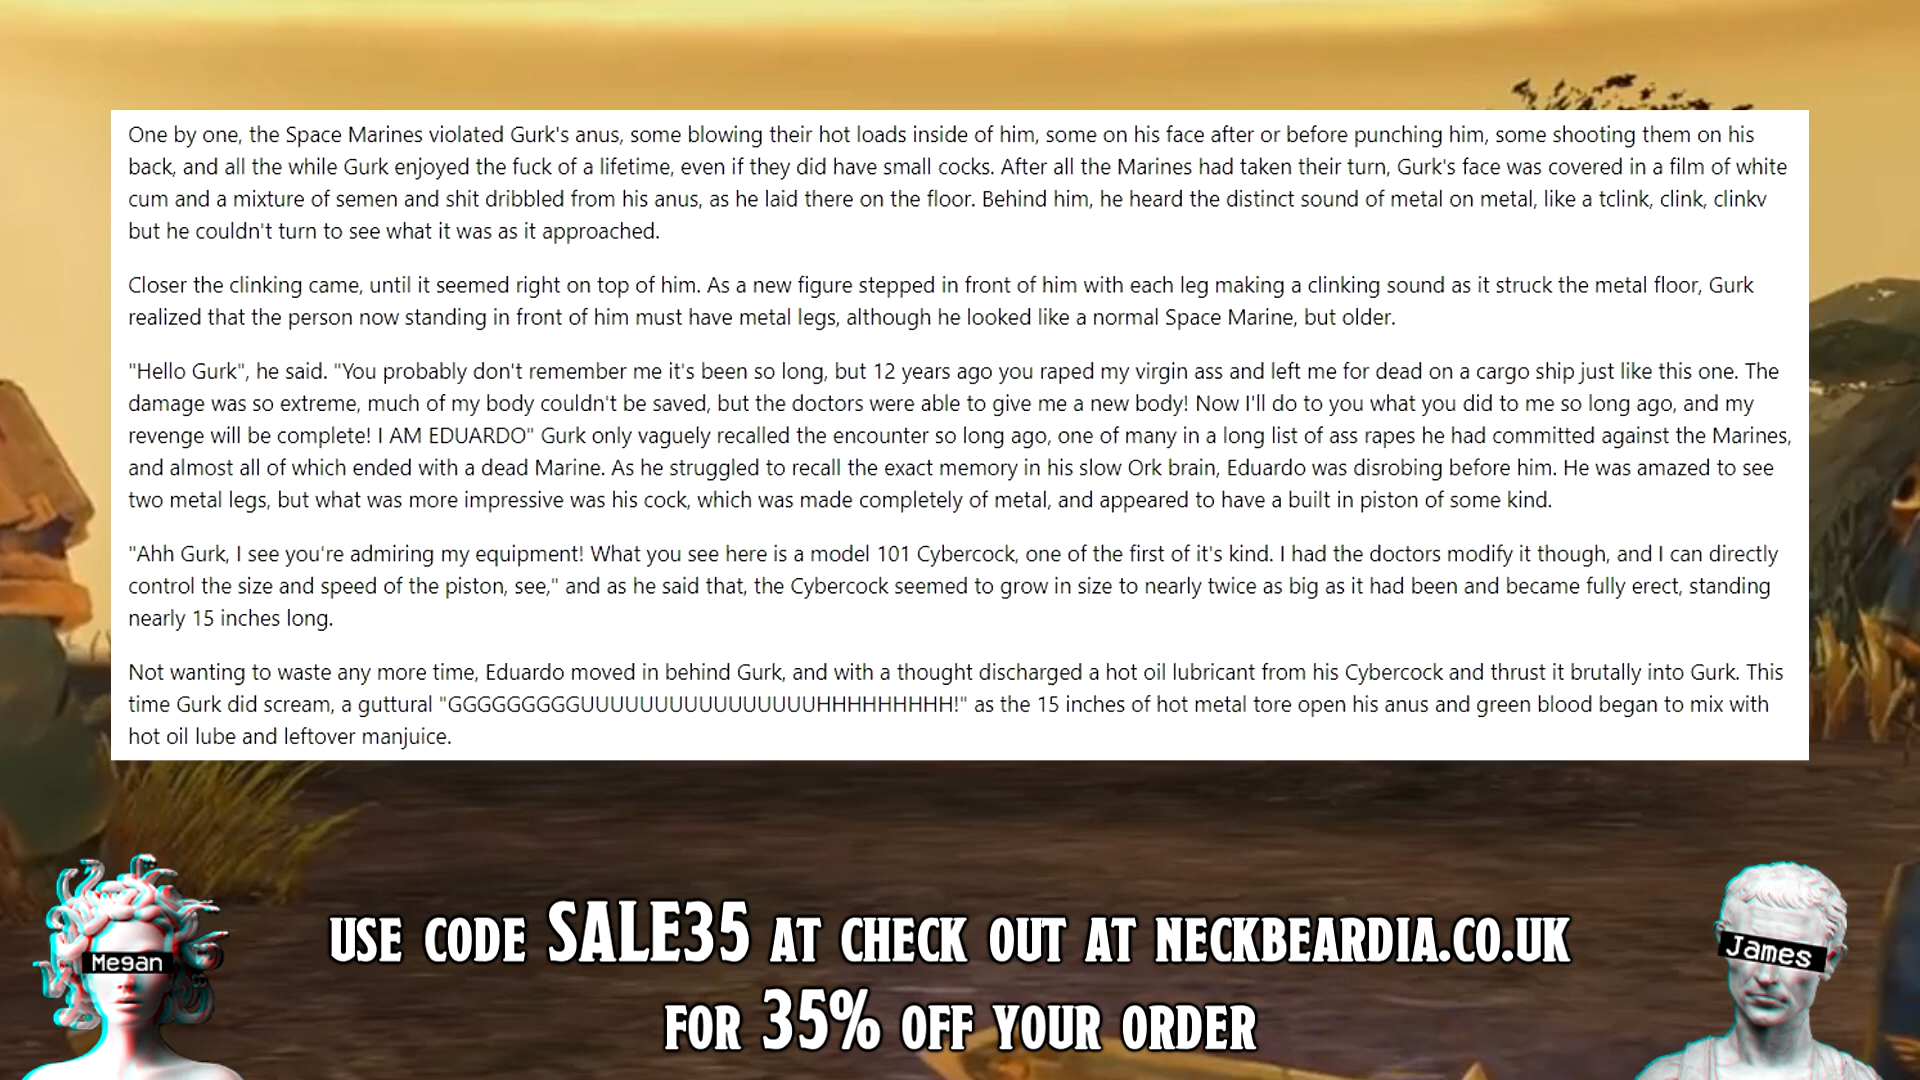 One by one, the Space Marines violated Gurk's anus, some blowing their hot loads inside of him, some on his face after or before punching him, some shooting them on his
back, and all the while Gurk enjoyed the fuck of a lifetime, even if they did have small cocks. After all the Marines had taken their turn, Gurk's face was covered in a film of white
cum and a mixture of semen and shit dribbled from his anus, as he laid there on the floor. Behind him, he heard the distinct sound of metal on metal, like a tclink, clink, clinkv
but he couldn't turn to see what it was as it approached.
Closer the clinking came, until it seemed right on top of him. As a new figure stepped in front of him with each leg making a clinking sound as it struck the metal floor, Gurk
realized that the person now standing in front of him must have metal legs, although he looked like a normal Space Marine, but older.
"Hello Gurk", he said. "You probably don't remember me it's been so long, but 12 years ago you raped my virgin ass and left me for dead on a cargo ship just like this one. The
damage was so extreme, much of my body couldn't be saved, but the doctors were able to give me a new body! Now I'll do to you what you did to me so long ago, and my
revenge will be complete! I AM EDUARDO" Gurk only vaguely recalled the encounter so long ago, one of many in a long list of ass rapes he had committed against the Marines,
and almost all of which ended with a dead Marine. As he struggled to recall the exact memory in his slow Ork brain, Eduardo was disrobing before him. He was amazed to see
two metal legs, but what was more impressive was his cock, which was made completely of metal, and appeared to have a built in piston of some kind.
"Ahh Gurk, I see you're admiring my equipment! What you see here is a model 101 Cybercock, one of the first of it's kind. I had the doctors modify it though, and I can directly
control the size and speed of the piston, see," and as he said that, the Cybercock seemed to grow in size to nearly twice as big as it had been and became fully erect, standing
nearly 15 inches long.
Not wanting to waste any more time, Eduardo moved in behind Gurk, and with a thought discharged a hot oil lubricant from his Cybercock and thrust it brutally into Gurk. This
time Gurk did scream, a guttural "GGGGGGGGGUUUUUUUUUUUUUUUUHHHHHHHHH!" as the 15 inches of hot metal tore open his anus and green blood began to mix with
hot oil lube and leftover manjuice.
Megan
USE CODE SALE35 AT CHECK OUT AT NECKBEARDIA.CO.UK
FOR 35% OFF YOUR ORDER
James